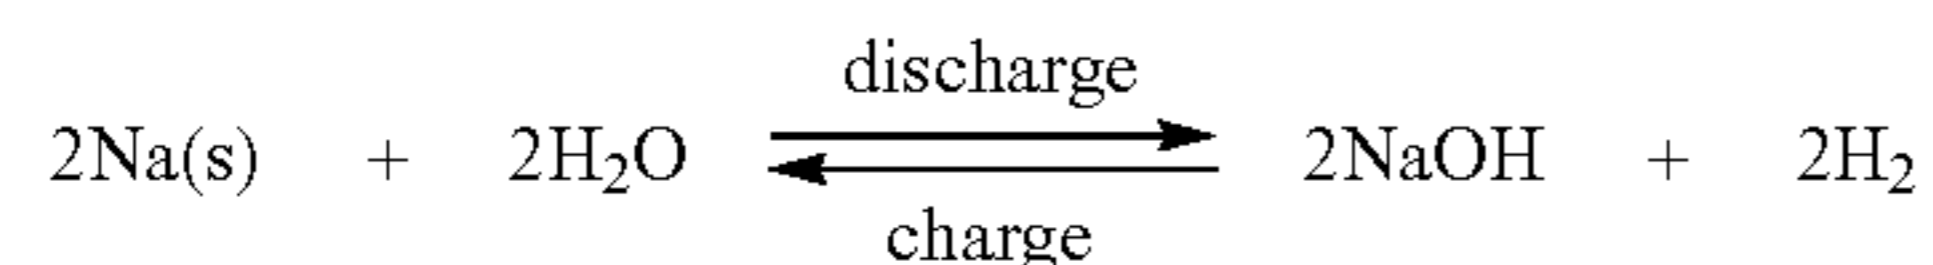 discharge
2Na(s) + 2H₂O ⇌ 2NaOH + 2H₂
charge